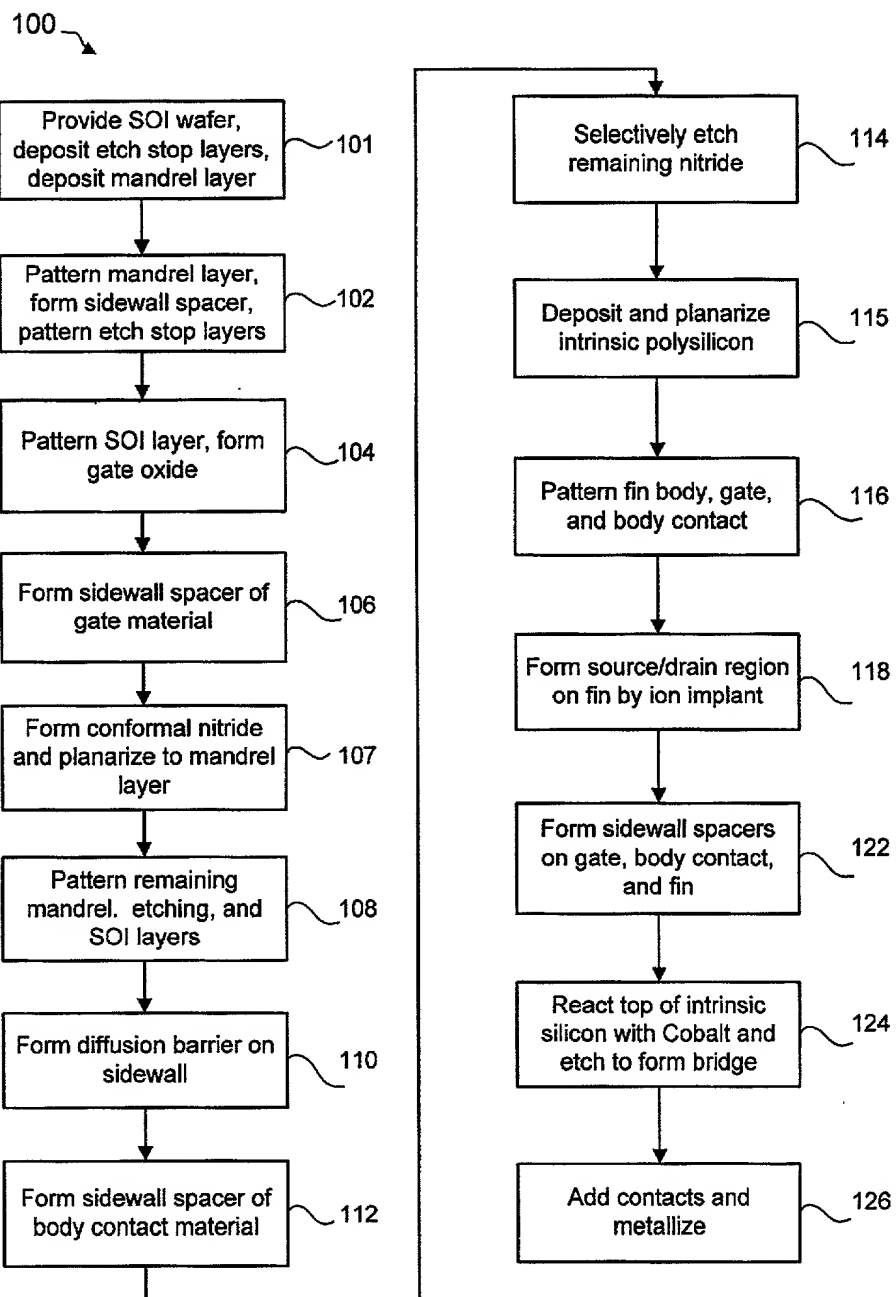 100
Provide SOI wafer,
deposit etch stop layers,
deposit mandrel layer
101
Pattern mandrel layer,
form sidewall spacer,
pattern etch stop layers
102
Pattern SOI layer, form
gate oxide
104
Form sidewall spacer of
gate material
106
Form conformal nitride
and planarize to mandrel
layer
107
Pattern remaining
mandrel. etching, and
SOI layers
108
Form diffusion barrier on
sidewall
110
Form sidewall spacer of
body contact material
112
Selectively etch
remaining nitride
114
Deposit and planarize
intrinsic polysilicon
115
Pattern fin body, gate,
and body contact
116
Form source/drain region
on fin by ion implant
118
Form sidewall spacers
on gate, body contact,
and fin
122
React top of intrinsic
silicon with Cobalt and
etch to form bridge
124
Add contacts and
metallize
126